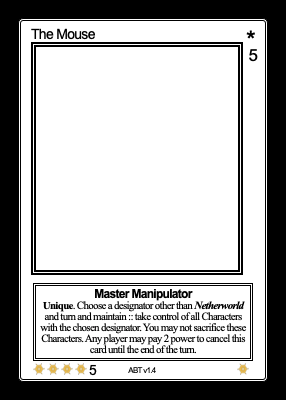 The Mouse *
5
Master Manipulator
Unique. Choose a designator other than Netherworld
and turn and maintain :: take control of all Characters
with the chosen designator. You may not sacrifice these
Characters. Any player may pay 2 power to cancel this
card until the end of the turn.
5 ABT v1.4